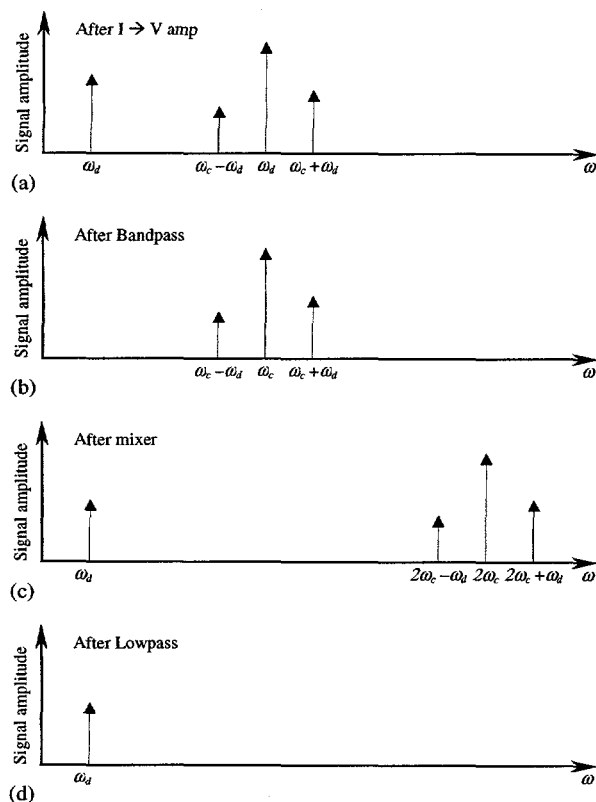 Signal amplitude
After I → V amp
ω_d
ω_c − ω_d
ω_d
ω_c + ω_d
ω
(a)
Signal amplitude
After Bandpass
ω_c − ω_d
ω_c
ω_c + ω_d
ω
(b)
Signal amplitude
After mixer
ω_d
2ω_c − ω_d
2ω_c
2ω_c + ω_d
ω
(c)
Signal amplitude
After Lowpass
ω_d
ω
(d)